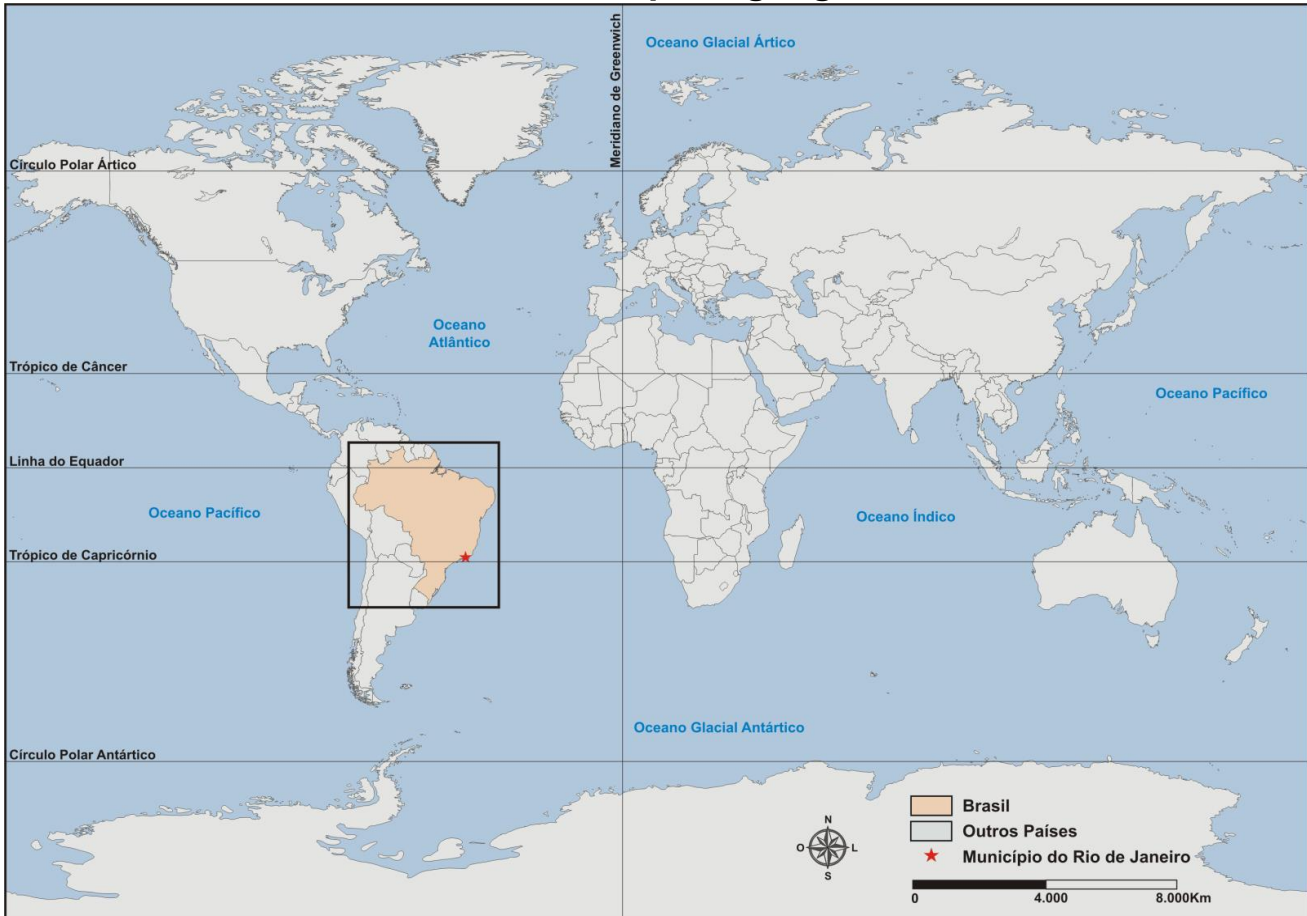 Oceano Glacial Ártico
Meridiano de Greenwich
Círculo Polar Ártico
Oceano
Atlântico
Trópico de Câncer
Oceano Pacífico
Linha do Equador
Oceano Pacífico
Oceano Índico
Trópico de Capricórnio
Oceano Glacial Antártico
Círculo Polar Antártico
N
O
L
S
Brasil
Outros Países
Município do Rio de Janeiro
0
4.000
8.000Km